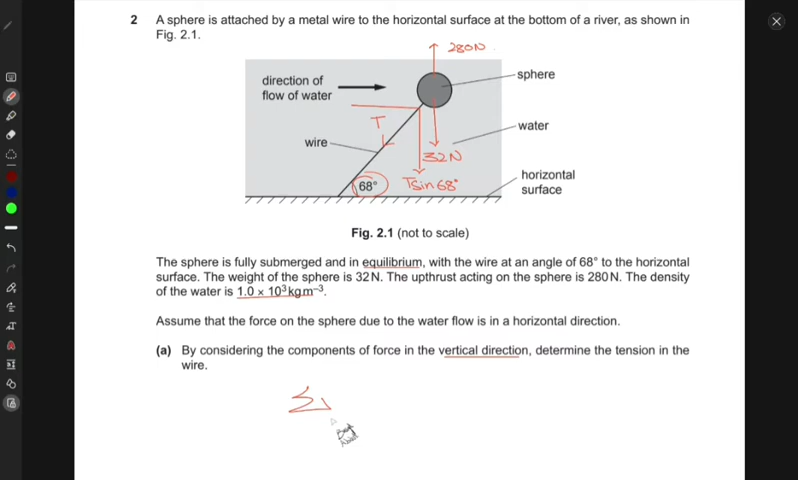 2 A sphere is attached by a metal wire to the horizontal surface at the bottom of a river, as shown in
Fig. 2.1.
280N
direction of
flow of water
sphere
T
water
wire
32N
68°
Tsin68°
horizontal
surface
Fig. 2.1 (not to scale)
The sphere is fully submerged and in equilibrium, with the wire at an angle of 68° to the horizontal
surface. The weight of the sphere is 32N. The upthrust acting on the sphere is 280N. The density
of the water is 1.0 × 10³kgm⁻³.
Assume that the force on the sphere due to the water flow is in a horizontal direction.
(a) By considering the components of force in the vertical direction, determine the tension in the
wire.
Σ